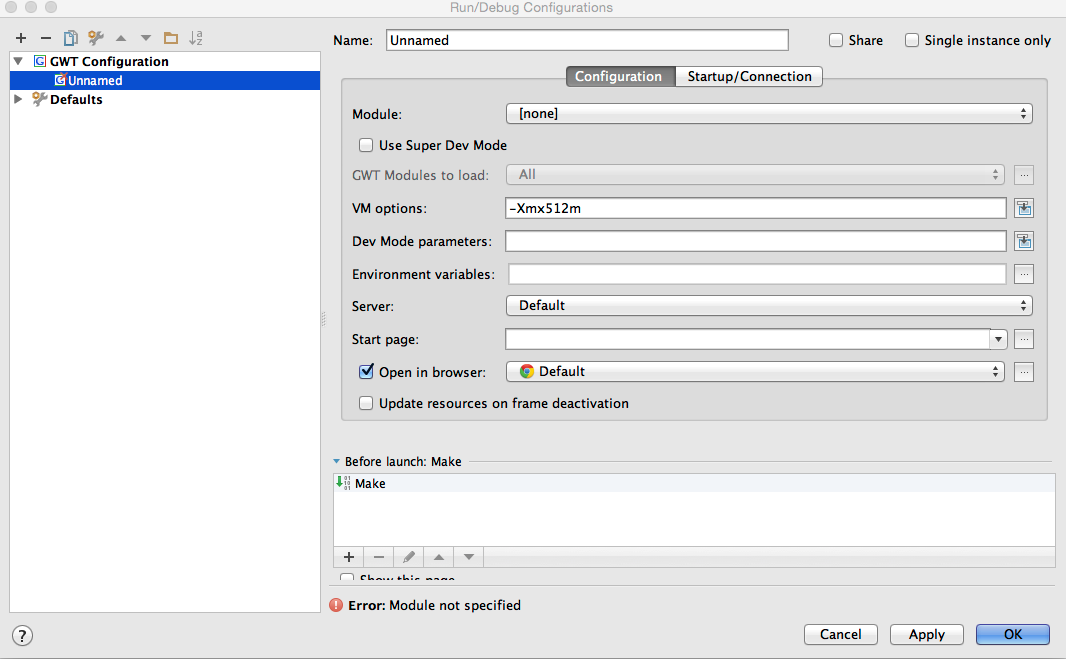 Run/Debug Configurations
Name: Unnamed Share Single instance only
GWT Configuration
Unnamed
Defaults
Configuration Startup/Connection
Module: [none]
Use Super Dev Mode
GWT Modules to load: All ...
VM options: -Xmx512m
Dev Mode parameters:
Environment variables: ...
Server: Default
Start page: ...
Open in browser: Default ...
Update resources on frame deactivation
Before launch: Make
Make
Show this page
Error: Module not specified
? Cancel Apply OK